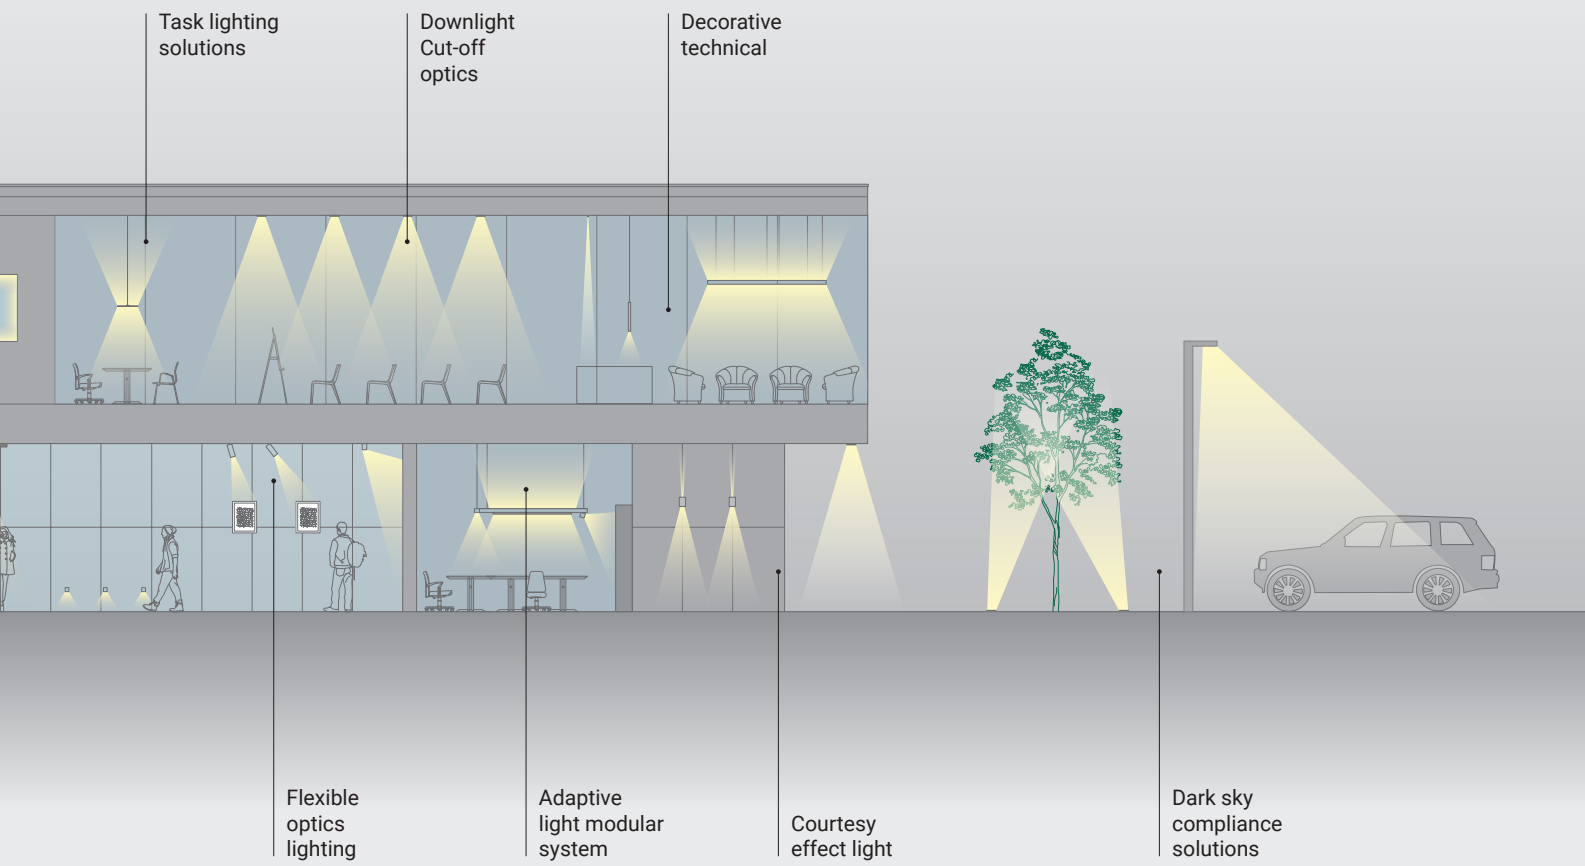 Task lighting
solutions
Downlight
Cut-off
optics
Decorative
technical
Flexible
optics
lighting
Adaptive
light modular
system
Courtesy
effect light
Dark sky
compliance
solutions